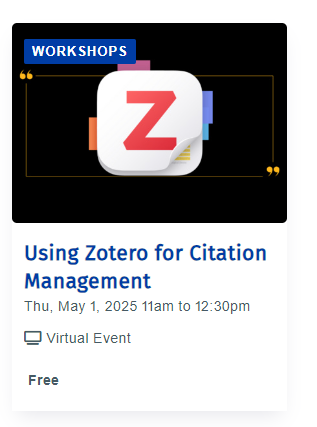 WORKSHOPS
Z
Using Zotero for Citation
Management
Thu, May 1, 2025 11am to 12:30pm
Virtual Event
Free